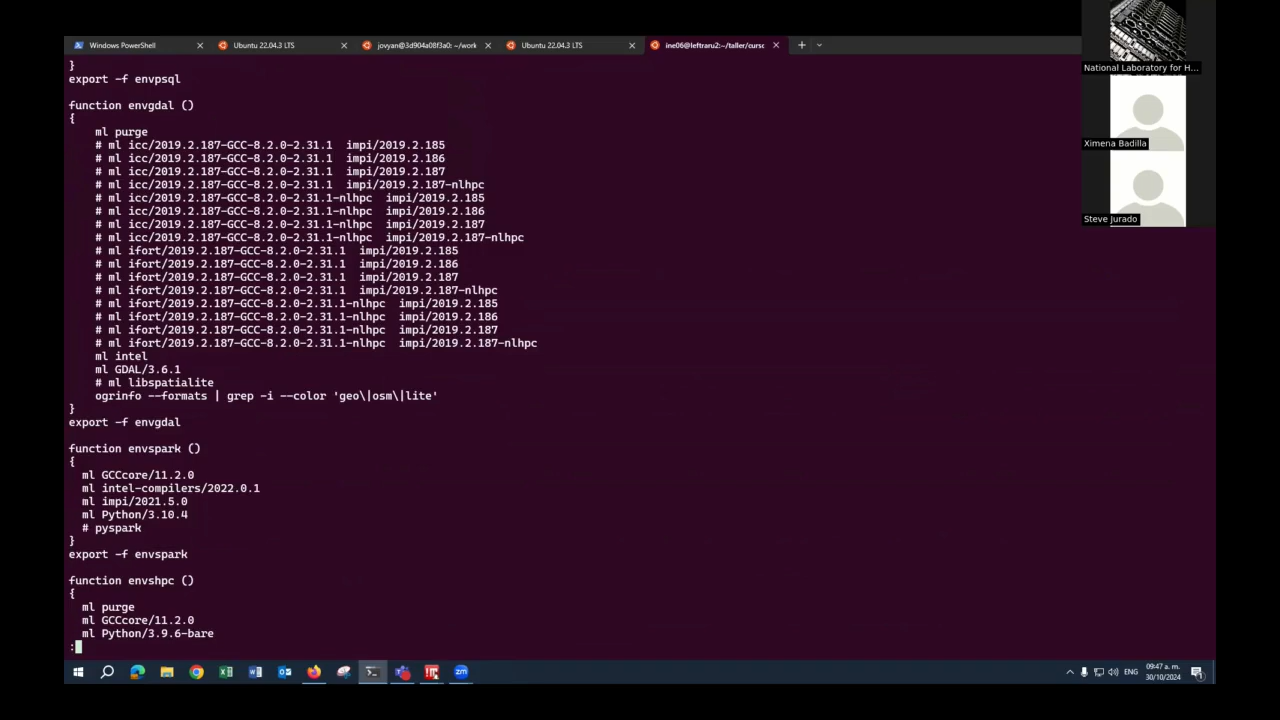 Windows PowerShell
Ubuntu 22.04.3 LTS
jovyan@3d904a08f3a0: ~/work
Ubuntu 22.04.3 LTS
ine06@leftraru2:~/taller/curso
National Laboratory for H...
Ximena Badilla
Steve Jurado
}
export -f envpsql
function envgdal ()
{
ml purge
# ml icc/2019.2.187-GCC-8.2.0-2.31.1  impi/2019.2.185
# ml icc/2019.2.187-GCC-8.2.0-2.31.1  impi/2019.2.186
# ml icc/2019.2.187-GCC-8.2.0-2.31.1  impi/2019.2.187
# ml icc/2019.2.187-GCC-8.2.0-2.31.1  impi/2019.2.187-nlhpc
# ml icc/2019.2.187-GCC-8.2.0-2.31.1-nlhpc  impi/2019.2.185
# ml icc/2019.2.187-GCC-8.2.0-2.31.1-nlhpc  impi/2019.2.186
# ml icc/2019.2.187-GCC-8.2.0-2.31.1-nlhpc  impi/2019.2.187
# ml icc/2019.2.187-GCC-8.2.0-2.31.1-nlhpc  impi/2019.2.187-nlhpc
# ml ifort/2019.2.187-GCC-8.2.0-2.31.1  impi/2019.2.185
# ml ifort/2019.2.187-GCC-8.2.0-2.31.1  impi/2019.2.186
# ml ifort/2019.2.187-GCC-8.2.0-2.31.1  impi/2019.2.187
# ml ifort/2019.2.187-GCC-8.2.0-2.31.1  impi/2019.2.187-nlhpc
# ml ifort/2019.2.187-GCC-8.2.0-2.31.1-nlhpc  impi/2019.2.185
# ml ifort/2019.2.187-GCC-8.2.0-2.31.1-nlhpc  impi/2019.2.186
# ml ifort/2019.2.187-GCC-8.2.0-2.31.1-nlhpc  impi/2019.2.187
# ml ifort/2019.2.187-GCC-8.2.0-2.31.1-nlhpc  impi/2019.2.187-nlhpc
ml intel
ml GDAL/3.6.1
# ml libspatialite
ogrinfo --formats | grep -i --color 'geo\|osm\|lite'
}
export -f envgdal
function envspark ()
{
ml GCCcore/11.2.0
ml intel-compilers/2022.0.1
ml impi/2021.5.0
ml Python/3.10.4
# pyspark
}
export -f envspark
function envshpc ()
{
ml purge
ml GCCcore/11.2.0
ml Python/3.9.6-bare
:
ENG
09:47 a. m.
30/10/2024